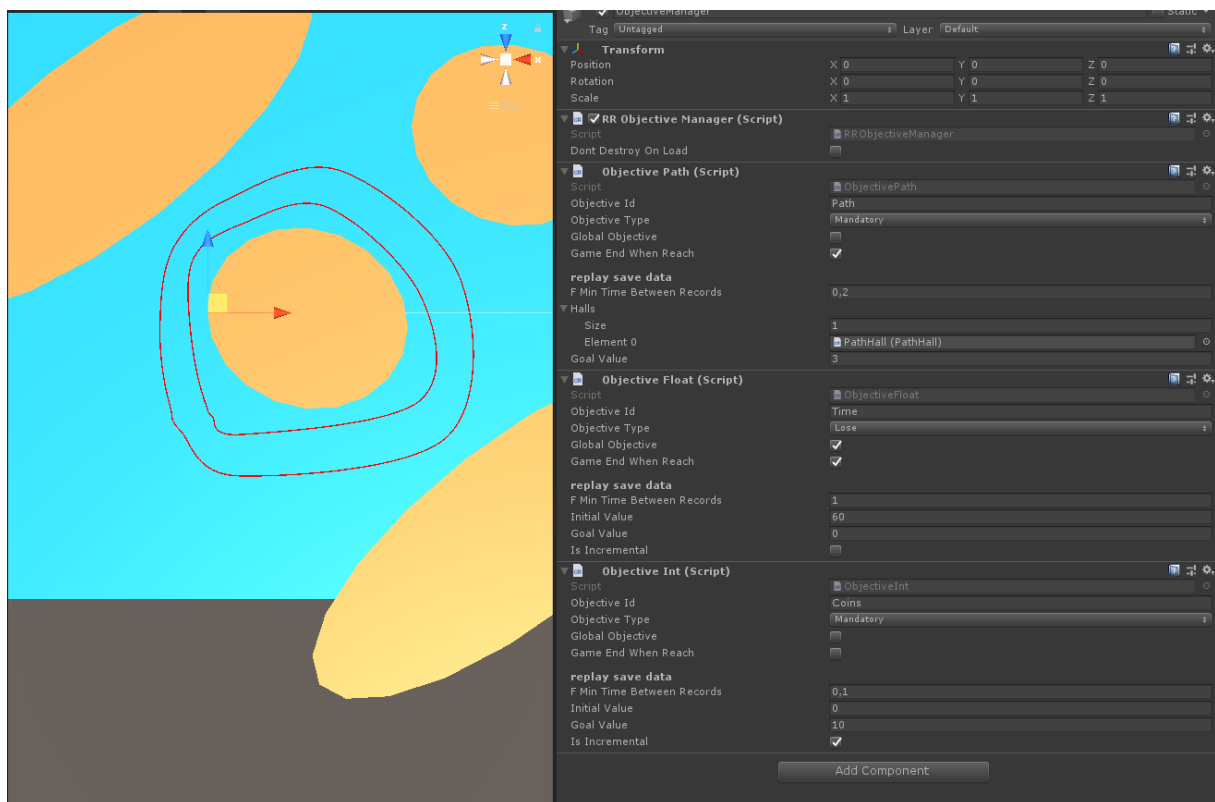 z
x
ObjectiveManager
Static
Tag Untagged Layer Default
Transform
Position X 0 Y 0 Z 0
Rotation X 0 Y 0 Z 0
Scale X 1 Y 1 Z 1
RR Objective Manager (Script)
Script RRObjectiveManager
Dont Destroy On Load
Objective Path (Script)
Script ObjectivePath
Objective Id Path
Objective Type Mandatory
Global Objective
Game End When Reach
replay save data
F Min Time Between Records 0,2
Halls
Size 1
Element 0 PathHall (PathHall)
Goal Value 3
Objective Float (Script)
Script ObjectiveFloat
Objective Id Time
Objective Type Lose
Global Objective
Game End When Reach
replay save data
F Min Time Between Records 1
Initial Value 60
Goal Value 0
Is Incremental
Objective Int (Script)
Script ObjectiveInt
Objective Id Coins
Objective Type Mandatory
Global Objective
Game End When Reach
replay save data
F Min Time Between Records 0,1
Initial Value 0
Goal Value 10
Is Incremental
Add Component